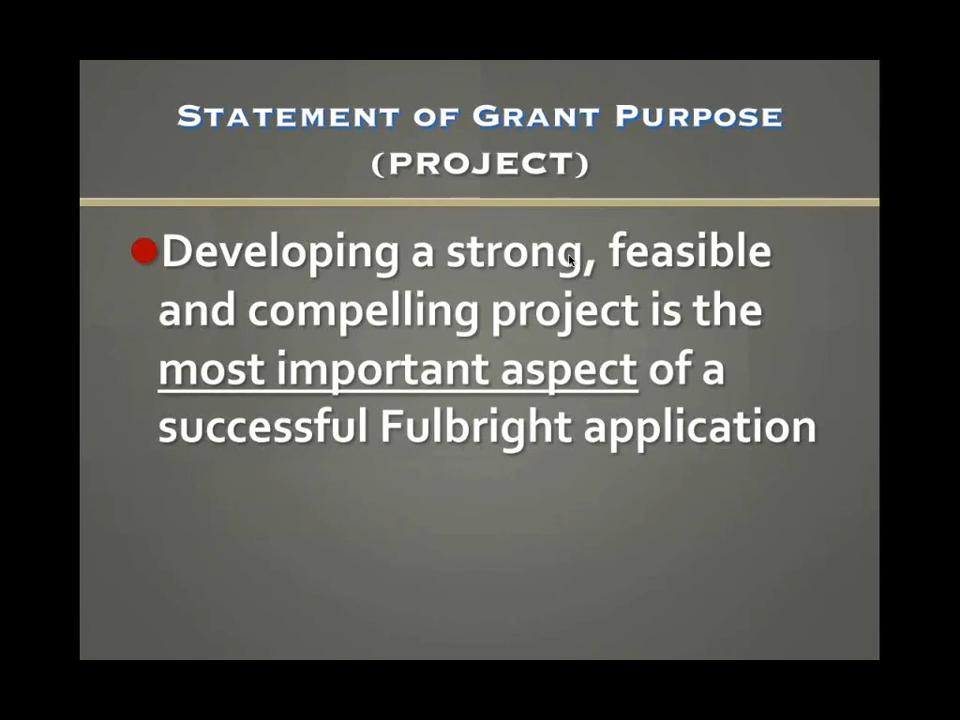 Statement of Grant Purpose
(project)
Developing a strong, feasible
and compelling project is the
most important aspect of a
successful Fulbright application